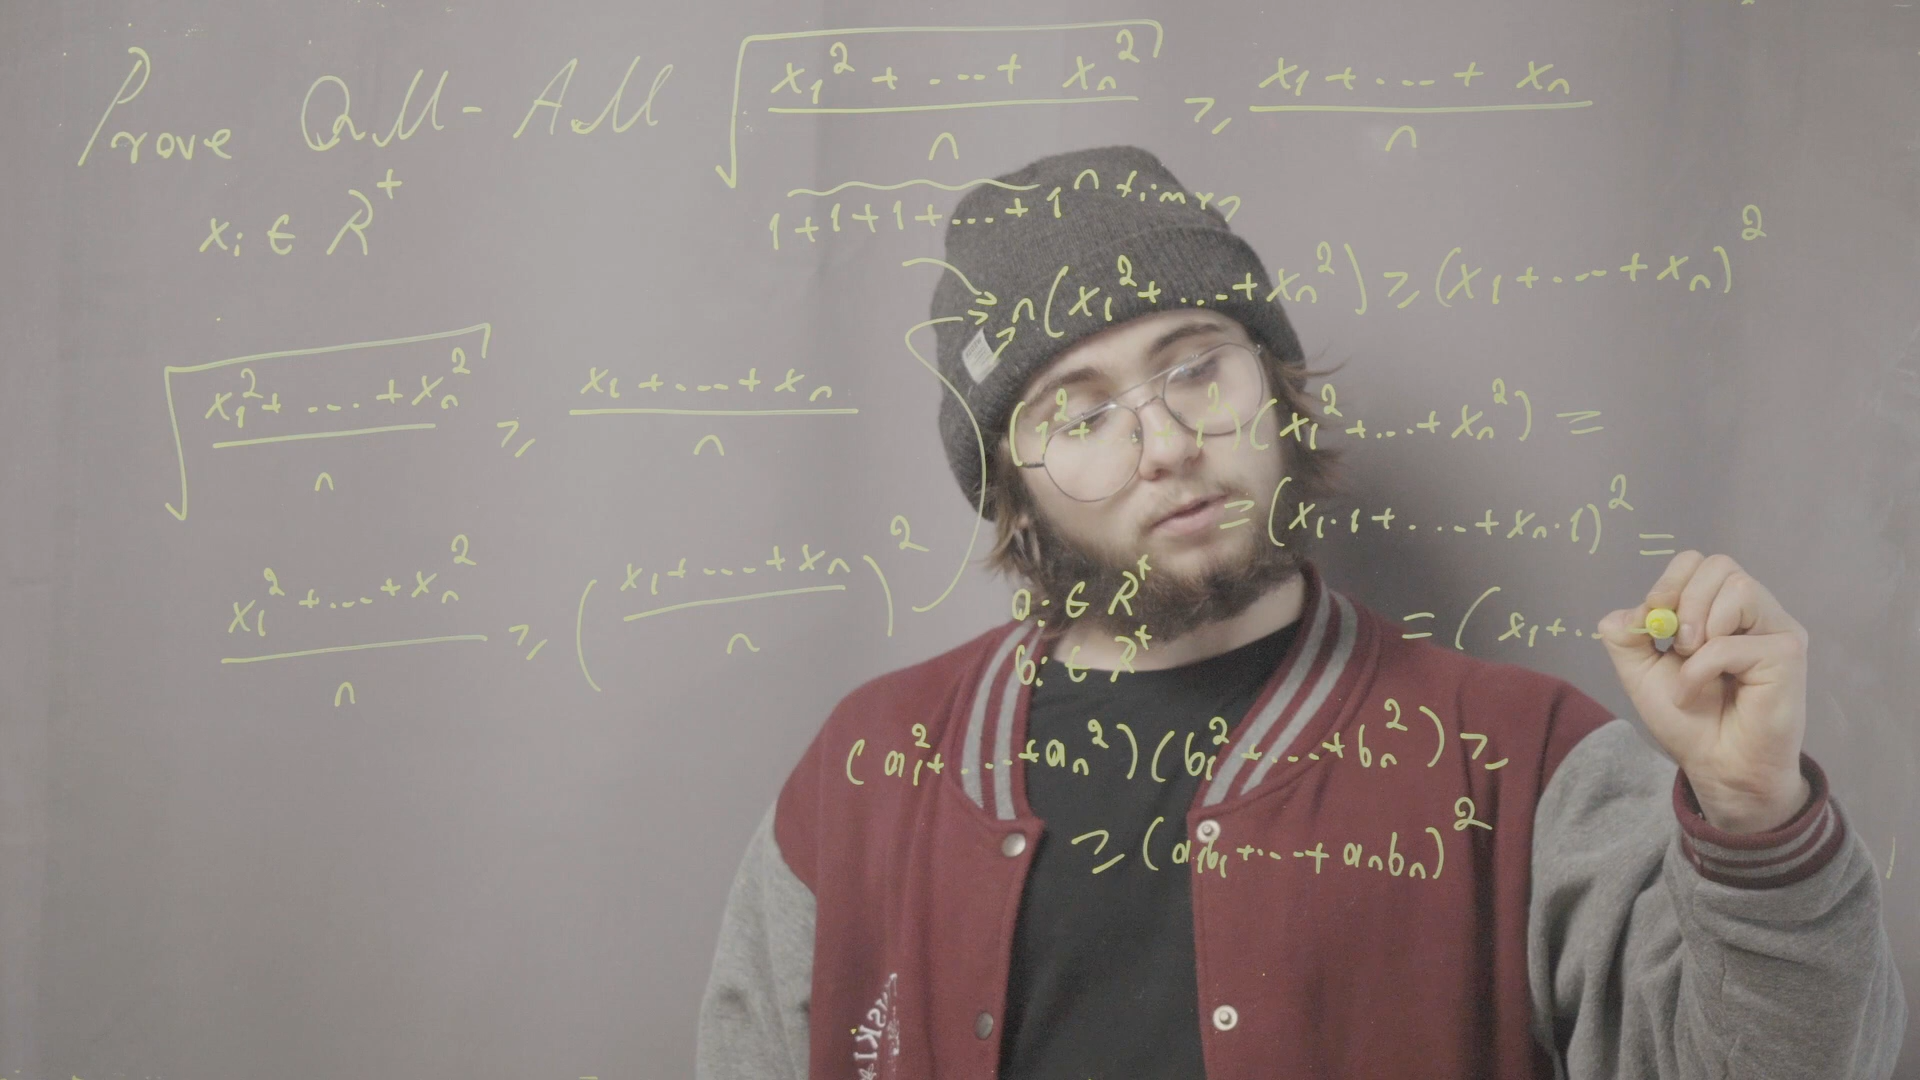 Prove QM-AM √((x₁² + ... + xₙ²)/n) ≥ (x₁ + ... + xₙ)/n
xᵢ ∈ R⁺
1+1+1+...+1 n times
n(x₁² + ... + xₙ²) ≥ (x₁ + ... + xₙ)²
√((x₁² + ... + xₙ²)/n) ≥ (x₁ + ... + xₙ)/n
(1² + ... + 1²)(x₁² + ... + xₙ²) ≥
≥ (x₁·1 + ... + xₙ·1)² =
(x₁² + ... + xₙ²)/n ≥ ((x₁ + ... + xₙ)/n)²
= (x₁+..
aᵢ ∈ R⁺
bᵢ ∈ R⁺
(a₁² + ... + aₙ²)(b₁² + ... + bₙ²) ≥
≥ (a₁b₁ + ... + aₙbₙ)²